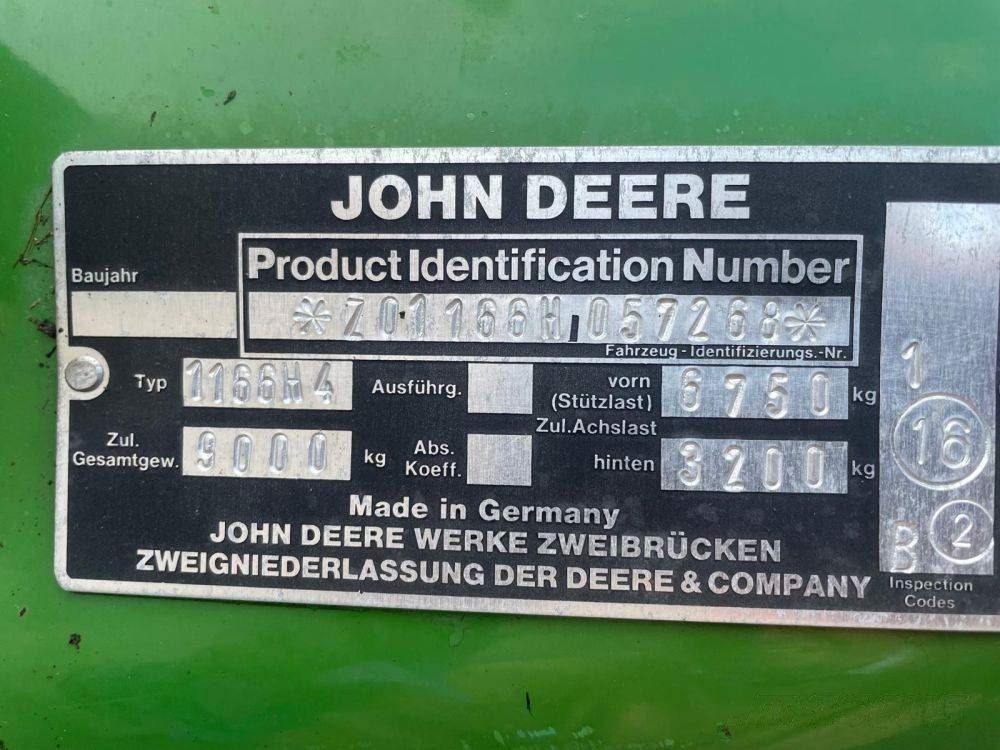 JOHN DEERE
Product Identification Number
Baujahr
*Z01166H,057268*
Fahrzeug - Identifizierungs.-Nr.
Typ 1166H4
Ausführg.
vorn (Stützlast) 6750 kg
Zul.Achslast
Zul. Gesamtgew. 9000 kg
Abs. Koeff.
hinten 3200 kg
1
16
B 2
Inspection
Codes
Made in Germany
JOHN DEERE WERKE ZWEIBRÜCKEN
ZWEIGNIEDERLASSUNG DER DEERE & COMPANY